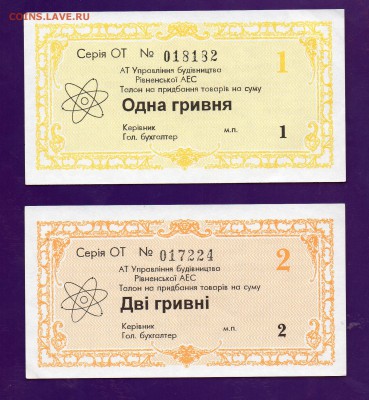 COINS.LAVE.RU
Серія ОТ № 018182
1
АТ Управління будівництва
Рівненської АЕС
Талон на придбання товарів на суму
Одна гривня
Керівник м.п. 1
Гол. бухгалтер
Серія ОТ № 017224
2
АТ Управління будівництва
Рівненської АЕС
Талон на придбання товарів на суму
Дві гривні
Керівник м.п. 2
Гол. бухгалтер